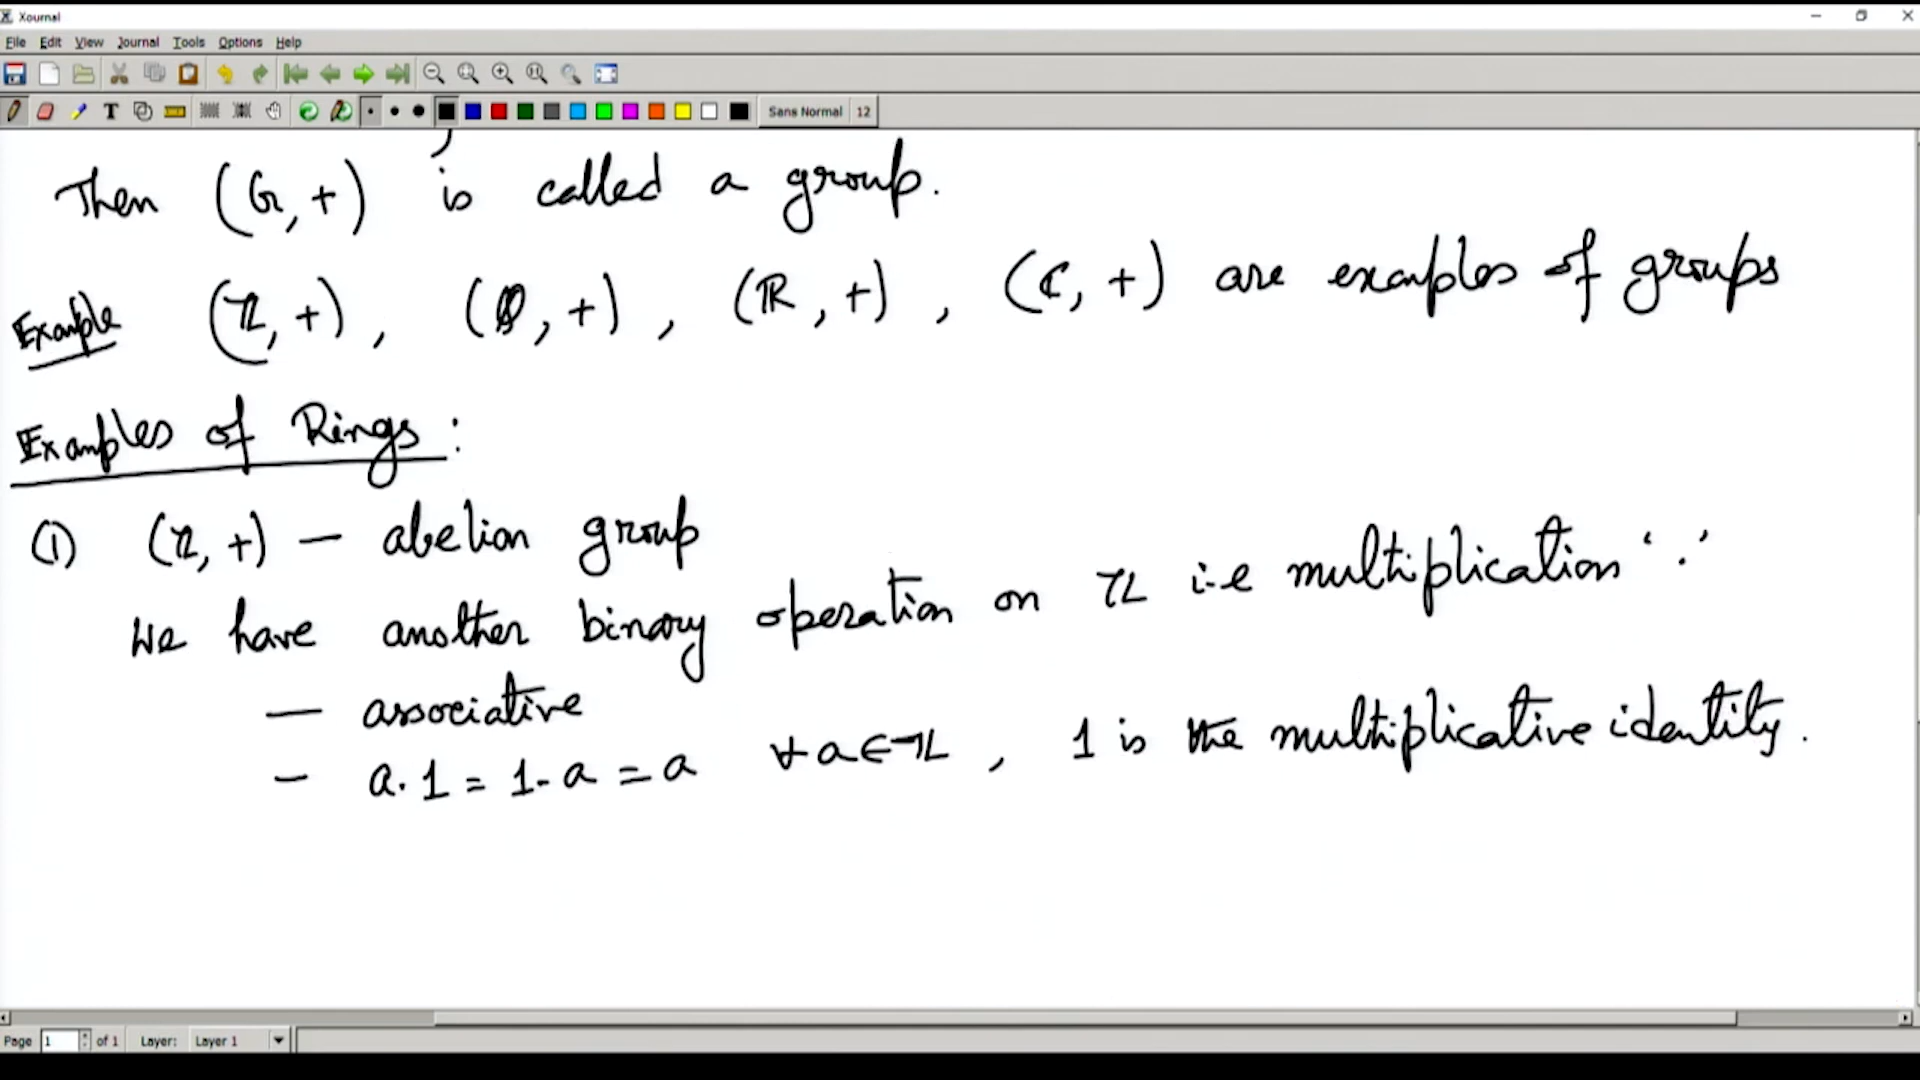 Xournal
File Edit View Journal Tools Options Help
Sans Normal 12
Then (G, +) is called a group.
Example (ℤ, +), (ℚ, +), (ℝ, +), (ℂ, +) are examples of groups
Examples of Rings:
(1) (ℤ, +) — abelian group
We have another binary operation on ℤ i.e multiplication '·'
— associative
— a·1 = 1·a = a ∀ a ∈ ℤ, 1 is the multiplicative identity.
Page 1 of 1 Layer: Layer 1